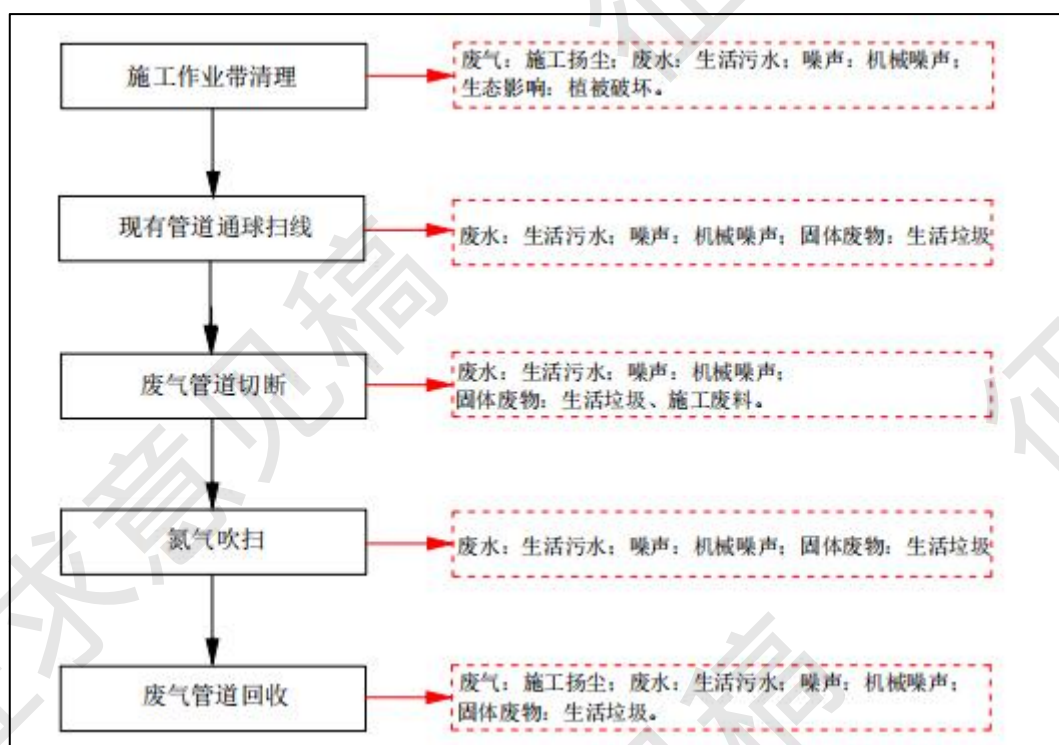 施工作业带清理
废气：施工扬尘；废水：生活污水；噪声：机械噪声；
生态影响：植被破坏。
现有管道通球扫线
废水：生活污水；噪声：机械噪声；固体废物：生活垃圾
废气管道切断
废水：生活污水；噪声：机械噪声；
固体废物：生活垃圾、施工废料。
氮气吹扫
废水：生活污水；噪声：机械噪声；固体废物：生活垃圾
废气管道回收
废气：施工扬尘；废水：生活污水；噪声：机械噪声；
固体废物：生活垃圾。
征求意见稿